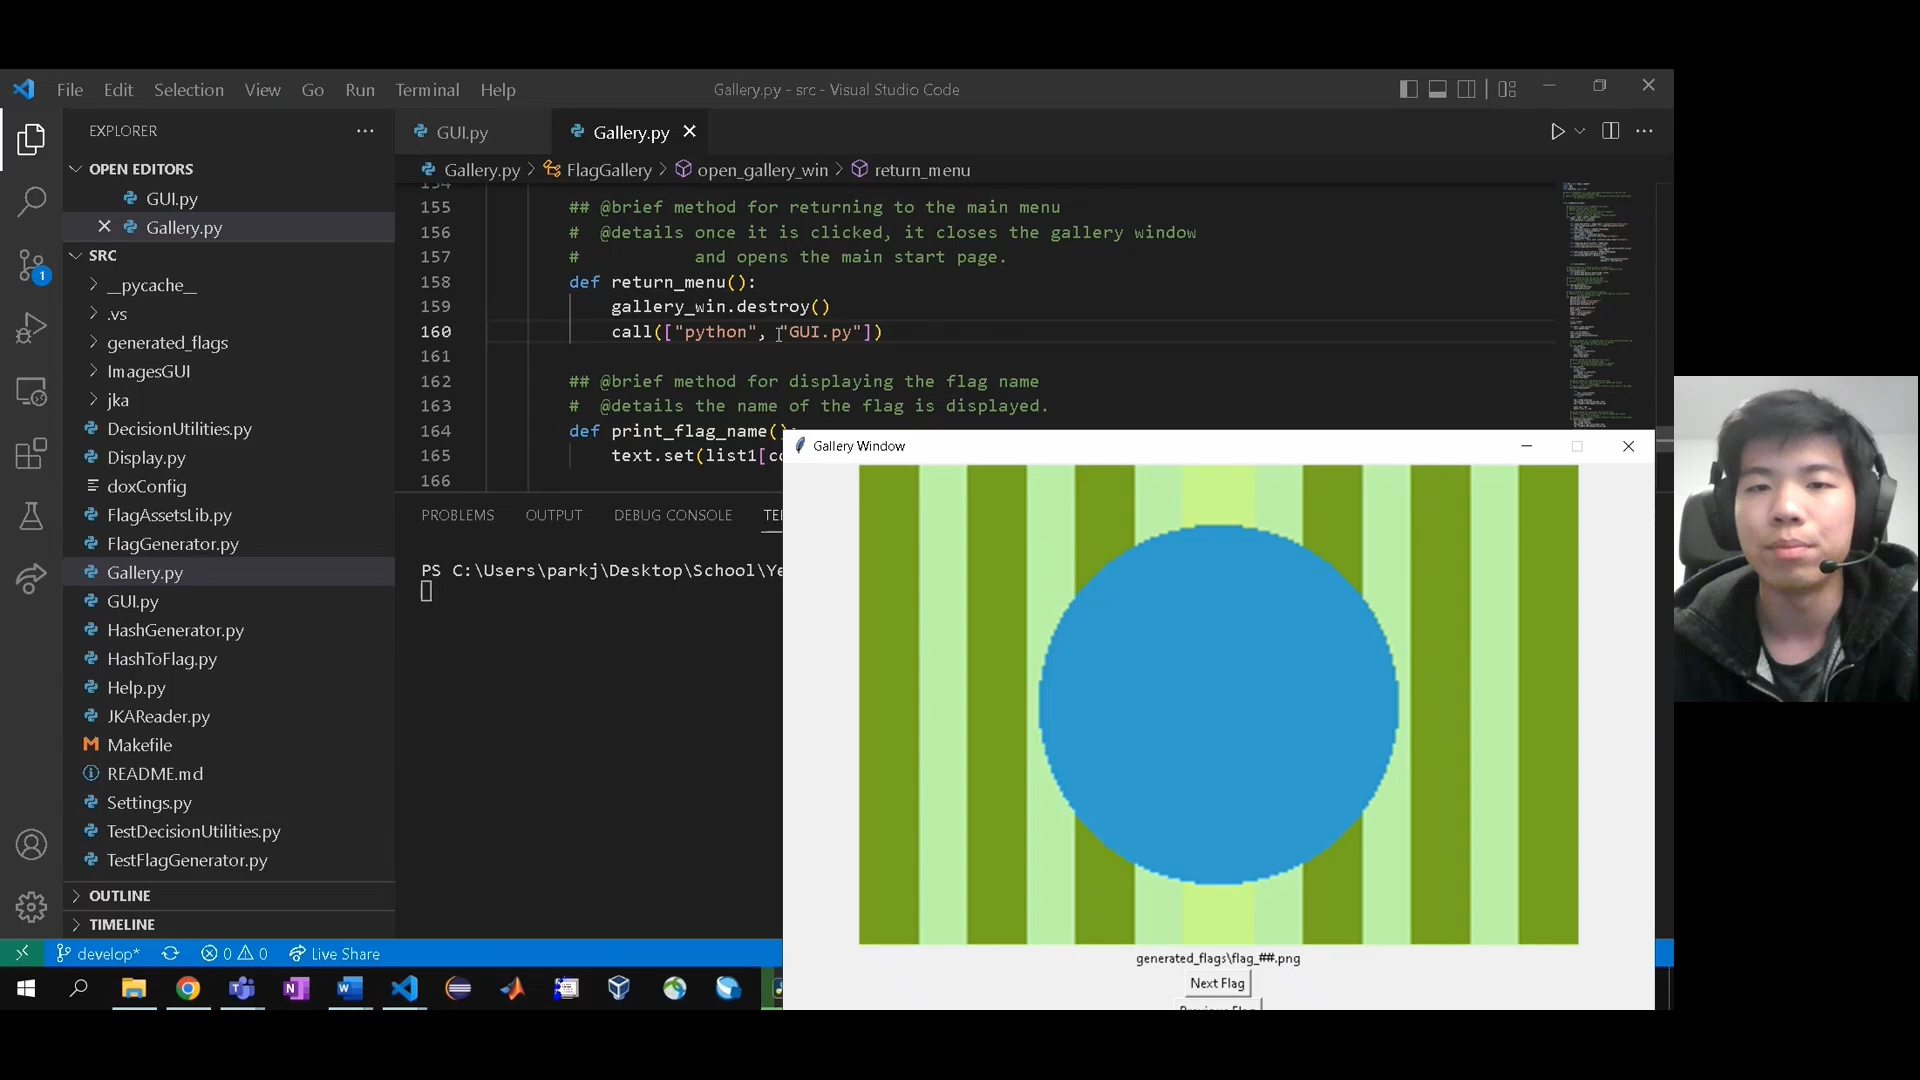 File Edit Selection View Go Run Terminal Help
Gallery.py - src - Visual Studio Code
EXPLORER
OPEN EDITORS
GUI.py
Gallery.py
SRC
__pycache__
.vs
generated_flags
ImagesGUI
jka
DecisionUtilities.py
Display.py
doxConfig
FlagAssetsLib.py
FlagGenerator.py
Gallery.py
GUI.py
HashGenerator.py
HashToFlag.py
Help.py
JKAReader.py
Makefile
README.md
Settings.py
TestDecisionUtilities.py
TestFlagGenerator.py
OUTLINE
TIMELINE
1
GUI.py
Gallery.py
Gallery.py > FlagGallery > open_gallery_win > return_menu
155 ## @brief method for returning to the main menu
156 # @details once it is clicked, it closes the gallery window
157 # and opens the main start page.
158 def return_menu():
159 gallery_win.destroy()
160 call(["python", "GUI.py"])
161
162 ## @brief method for displaying the flag name
163 # @details the name of the flag is displayed.
164 def print_flag_name():
165 text.set(list1[co
166
PROBLEMS OUTPUT DEBUG CONSOLE TE
PS C:\Users\parkj\Desktop\School\Ye
Gallery Window
generated_flags\flag_##.png
Next Flag
develop* 0 0 Live Share